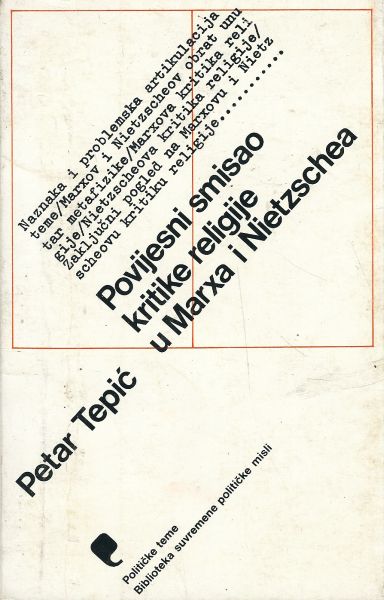 Naznaka i problemska artikulacija
teme/Marxov i Nietzscheov obrat unu
tar metafizike/Marxova kritika reli
gije/Nietzscheova kritika religije/
Zaključni pogled na Marxovu i Nietz
scheovu kritiku religije............
Povijesni smisao
kritike religije
u Marxa i Nietzschea
Petar Tepić
Političke teme
Biblioteka suvremene političke misli